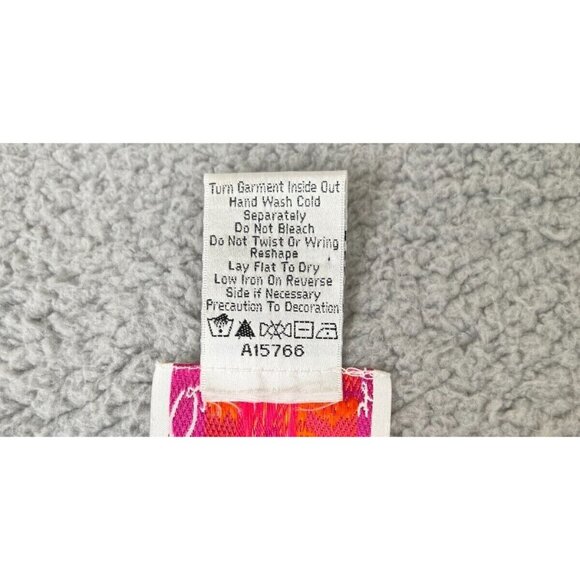 Turn Garment Inside Out
Hand Wash Cold
Separately
Do Not Bleach
Do Not Twist Or Wring
Reshape
Lay Flat To Dry
Low Iron On Reverse
Side if Necessary
Precaution To Decoration
A15766